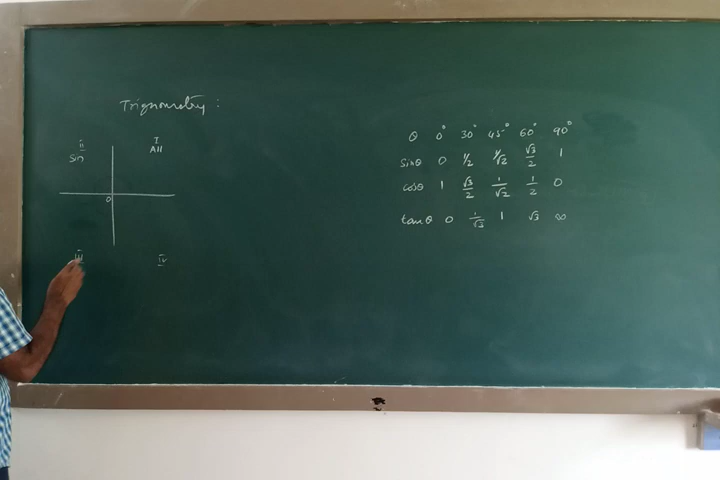 Trigonometry :
II
Sin
I
All
O
III
IV
θ 0° 30° 45° 60° 90°
sinθ 0 1/2 1/√2 √3/2 1
cosθ 1 √3/2 1/√2 1/2 0
tanθ 0 1/√3 1 √3 ∞